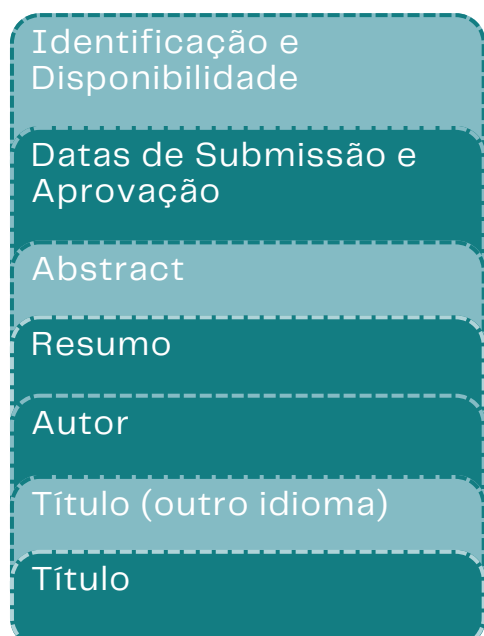 Identificação e
Disponibilidade
Datas de Submissão e
Aprovação
Abstract
Resumo
Autor
Título (outro idioma)
Título